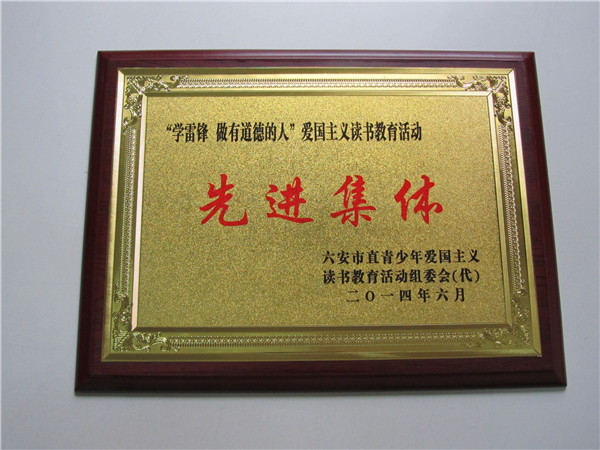 “学雷锋 做有道德的人”爱国主义读书教育活动
先进集体
六安市直青少年爱国主义
读书教育活动组委会(代)
二〇一四年六月